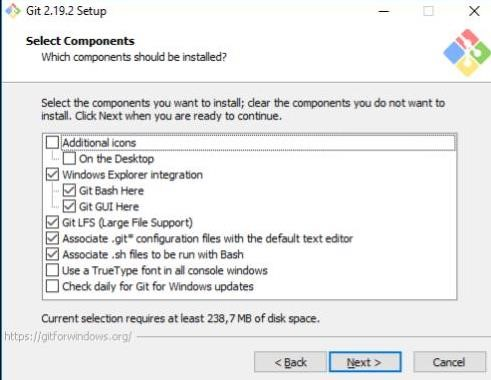 Git 2.19.2 Setup
Select Components
Which components should be installed?
Select the components you want to install; clear the components you do not want to
install. Click Next when you are ready to continue.
Additional icons
On the Desktop
Windows Explorer integration
Git Bash Here
Git GUI Here
Git LFS (Large File Support)
Associate .git* configuration files with the default text editor
Associate .sh files to be run with Bash
Use a TrueType font in all console windows
Check daily for Git for Windows updates
Current selection requires at least 238,7 MB of disk space.
https://gitforwindows.org/
< Back Next > Cancel